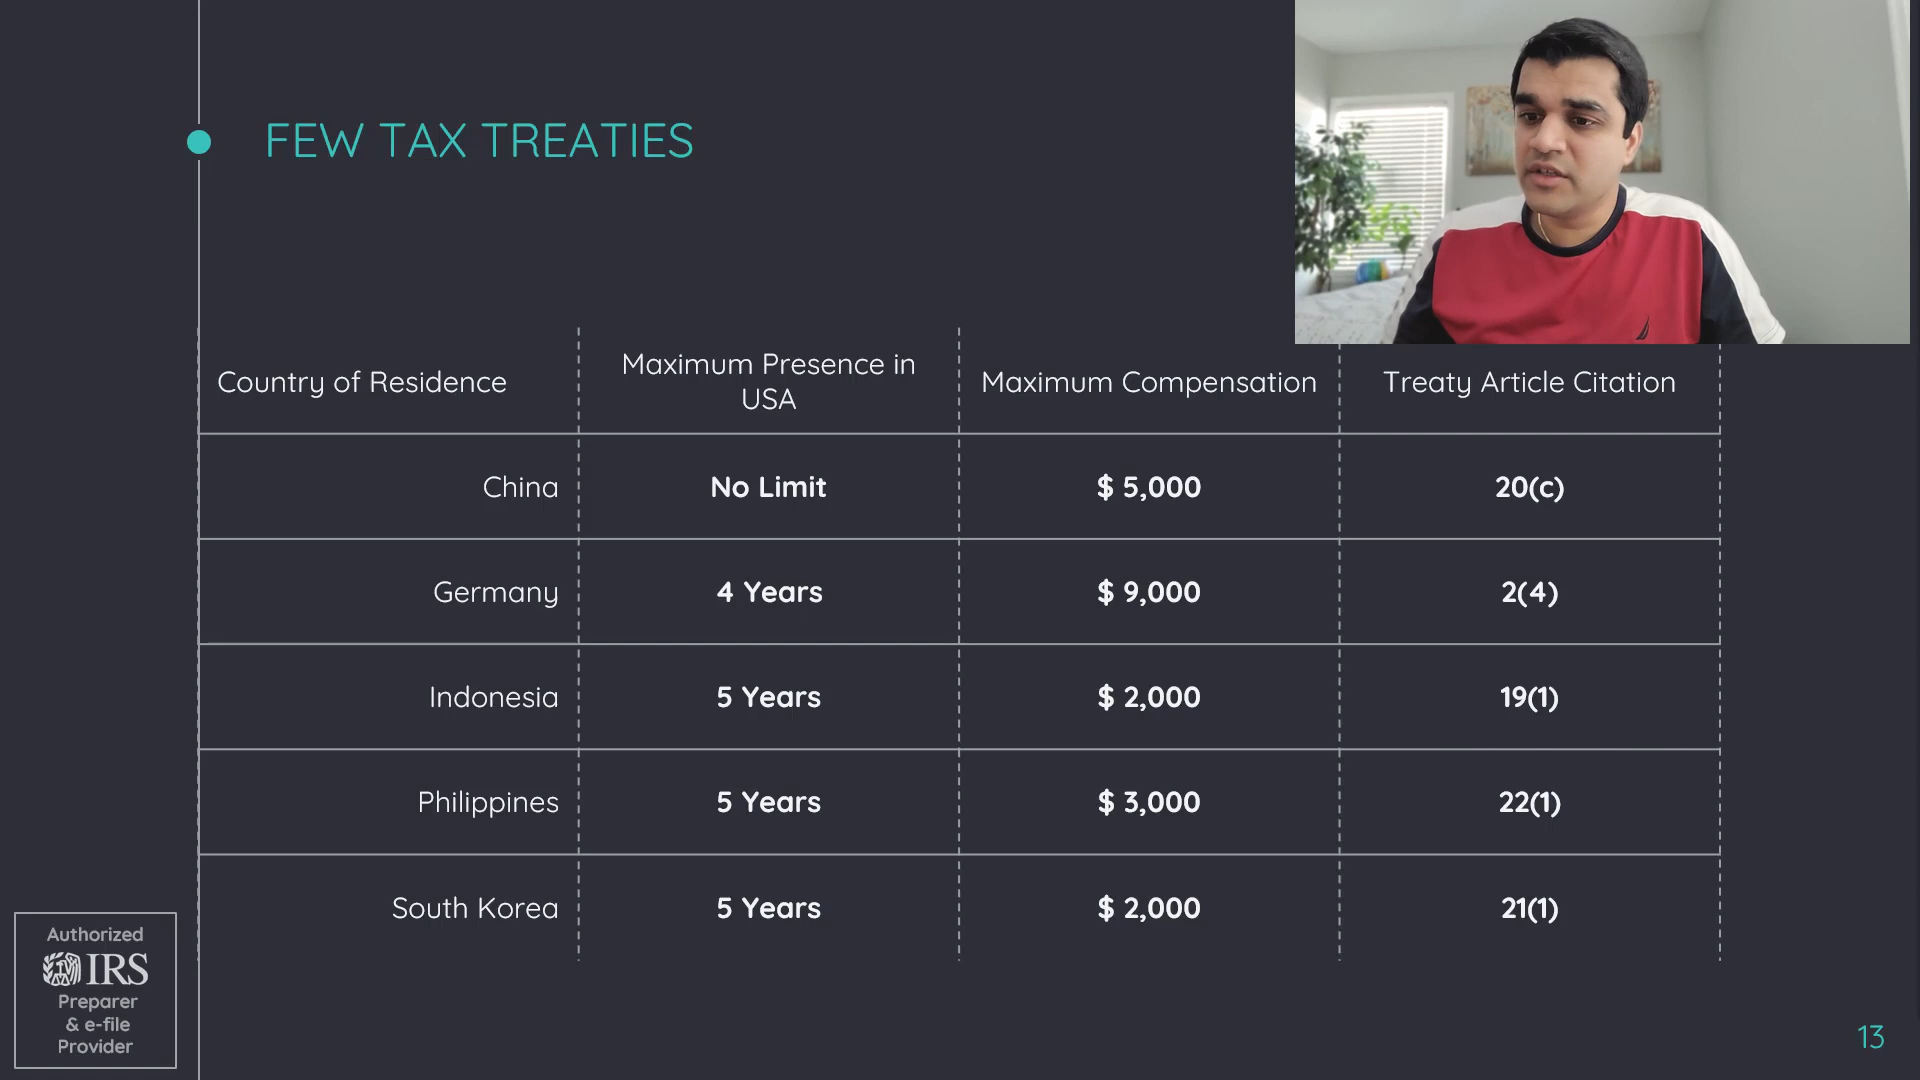 FEW TAX TREATIES
Country of Residence
Maximum Presence in
USA
Maximum Compensation
Treaty Article Citation
China
No Limit
$ 5,000
20(c)
Germany
4 Years
$ 9,000
2(4)
Indonesia
5 Years
$ 2,000
19(1)
Philippines
5 Years
$ 3,000
22(1)
South Korea
5 Years
$ 2,000
21(1)
Authorized
IRS
Preparer
& e-file
Provider
13